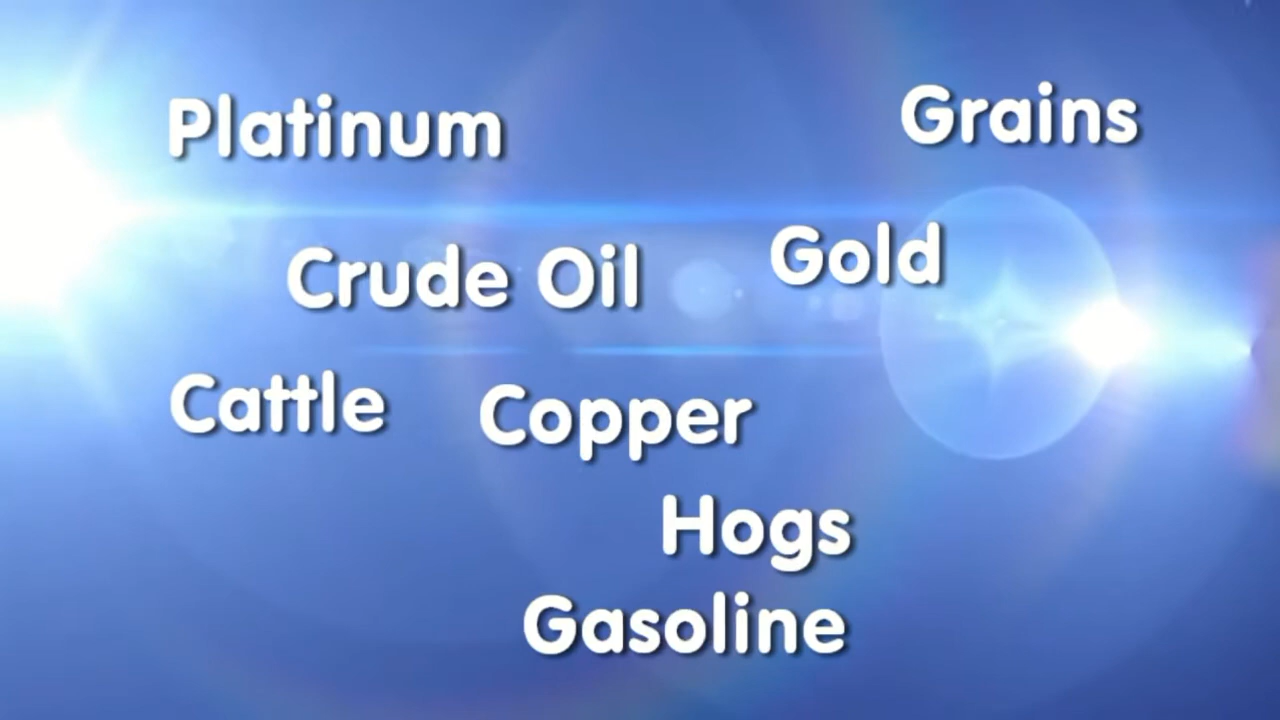 Platinum
Grains
Crude Oil
Gold
Cattle
Copper
Hogs
Gasoline